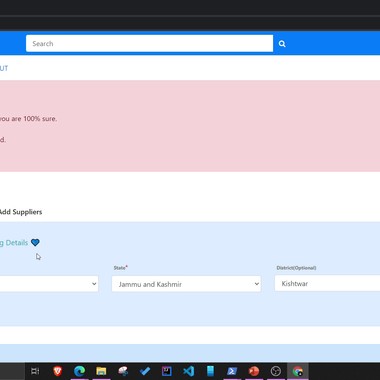 Search
UT
you are 100% sure.
d.
Add Suppliers
g Details
State*
District(Optional)
Jammu and Kashmir
Kishtwar